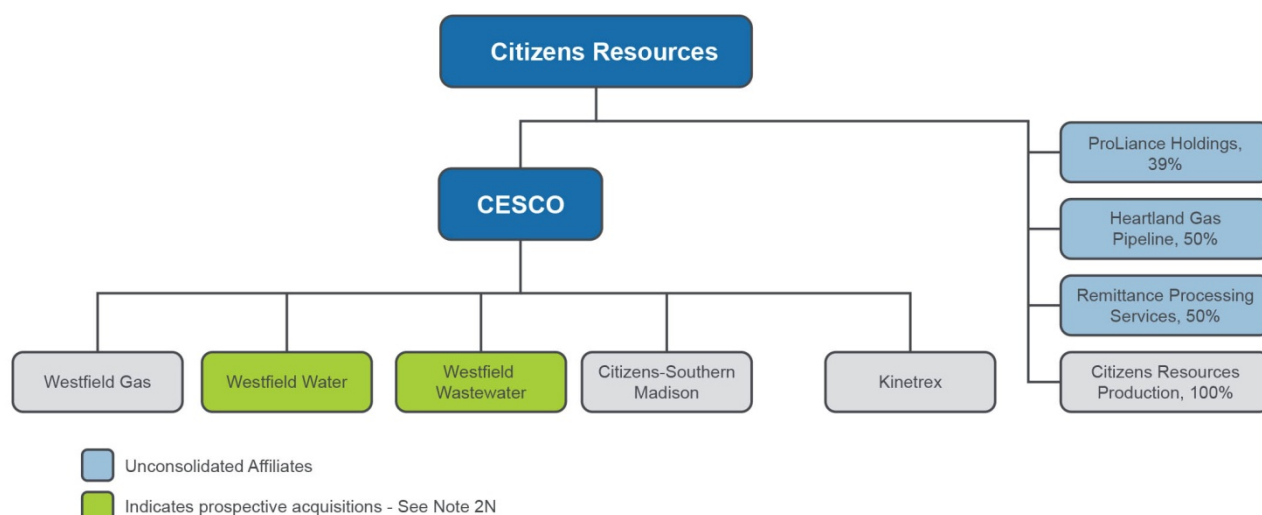 Citizens Resources
CESCO
ProLiance Holdings,
39%
Heartland Gas
Pipeline, 50%
Remittance Processing
Services, 50%
Citizens Resources
Production, 100%
Westfield Gas
Westfield Water
Westfield
Wastewater
Citizens-Southern
Madison
Kinetrex
Unconsolidated Affiliates
Indicates prospective acquisitions - See Note 2N